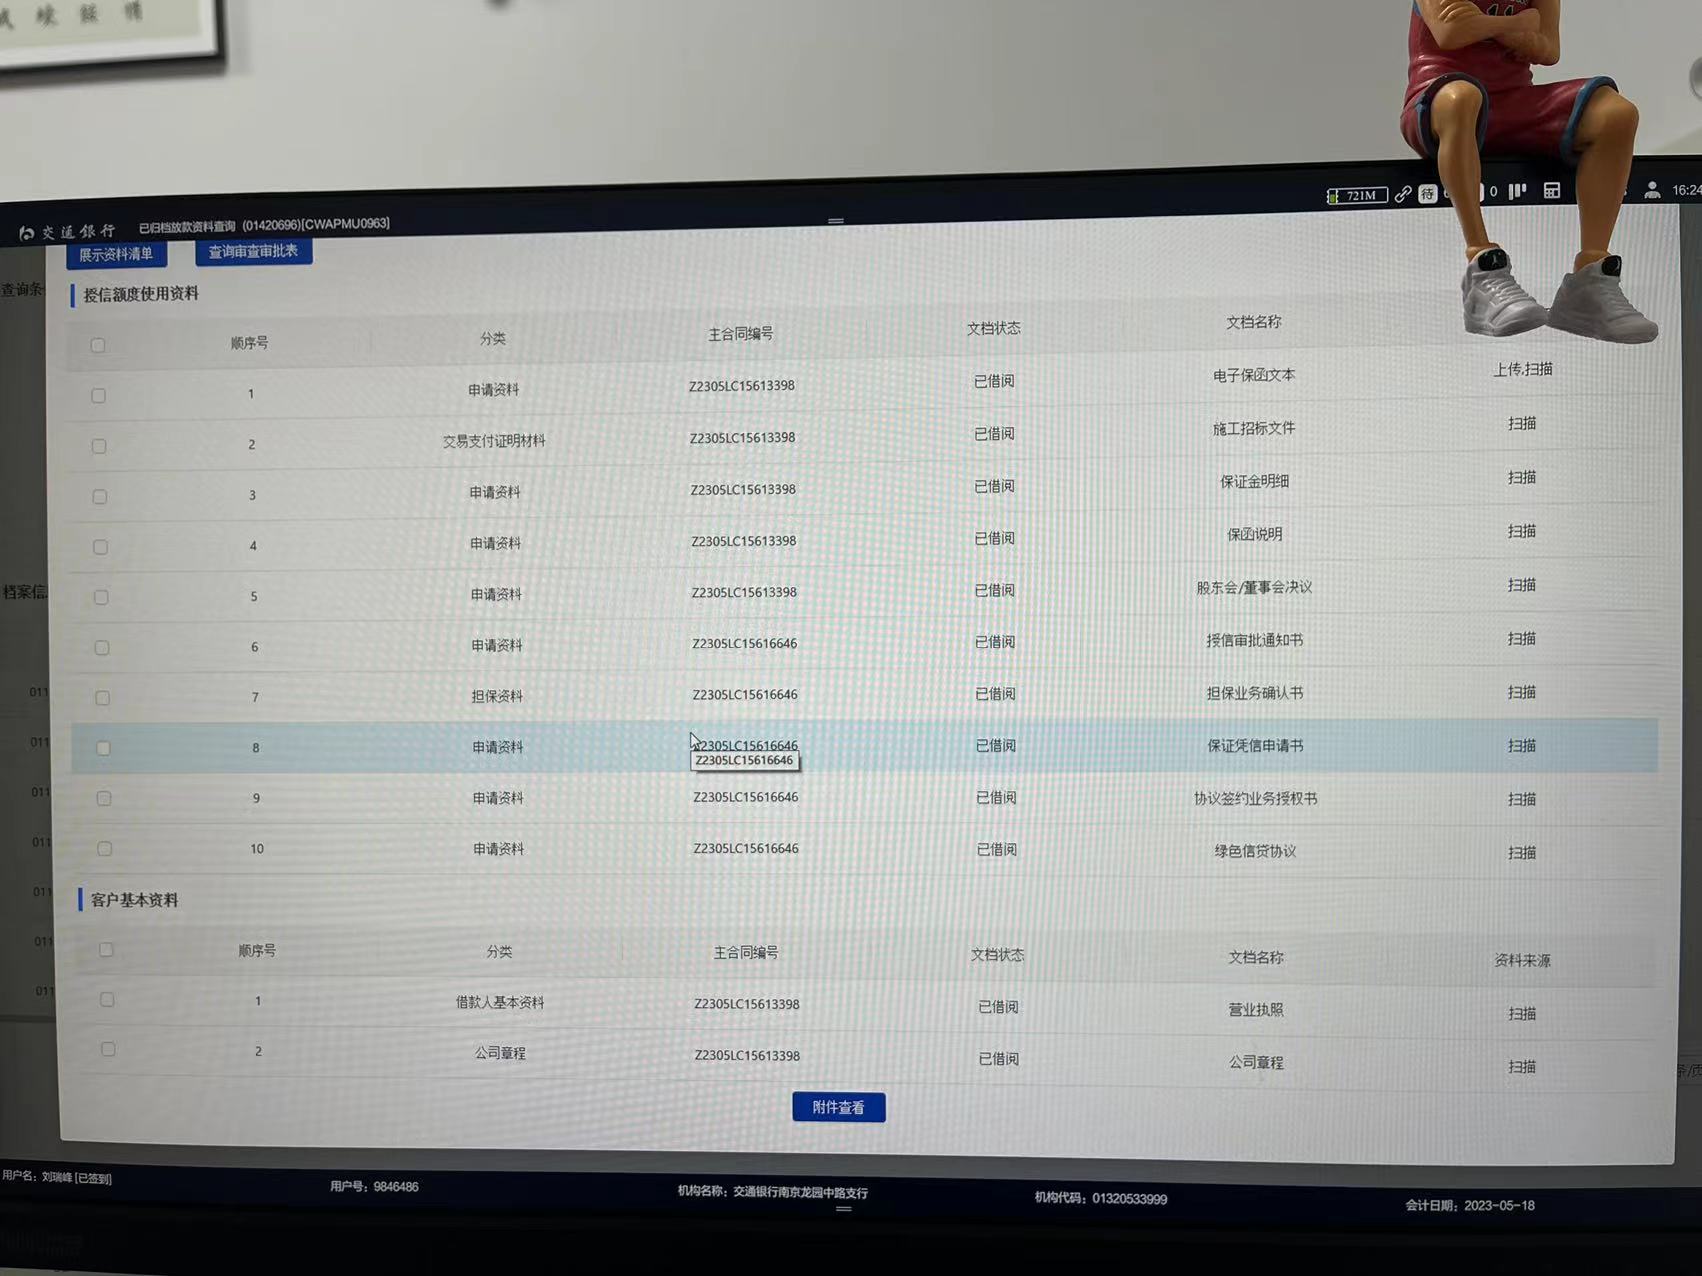 续 餘 情
721M 待 0 16:24
交通銀行 已归档放款资料查询 (01420696)[CWAPMU0963]
展示资料清单 查询审查审批表
查询条
授信额度使用资料
顺序号 分类 主合同编号 文档状态 文档名称
1 申请资料 Z2305LC15613398 已借阅 电子保函文本 上传,扫描
2 交易支付证明材料 Z2305LC15613398 已借阅 施工招标文件 扫描
3 申请资料 Z2305LC15613398 已借阅 保证金明细 扫描
4 申请资料 Z2305LC15613398 已借阅 保函说明 扫描
5 申请资料 Z2305LC15613398 已借阅 股东会/董事会决议 扫描
档案信
6 申请资料 Z2305LC15616646 已借阅 授信审批通知书 扫描
7 担保资料 Z2305LC15616646 已借阅 担保业务确认书 扫描
011
8 申请资料 Z2305LC15616646 已借阅 保证凭信申请书 扫描
011
Z2305LC15616646
9 申请资料 Z2305LC15616646 已借阅 协议签约业务授权书 扫描
011
10 申请资料 Z2305LC15616646 已借阅 绿色信贷协议 扫描
011
客户基本资料
011
顺序号 分类 主合同编号 文档状态 文档名称 资料来源
011
1 借款人基本资料 Z2305LC15613398 已借阅 营业执照 扫描
011
2 公司章程 Z2305LC15613398 已借阅 公司章程 扫描
条/页
附件查看
用户名：刘瑞峰 [已签到] 用户号：9846486 机构名称：交通银行南京龙园中路支行 机构代码：01320533999 会计日期：2023-05-18